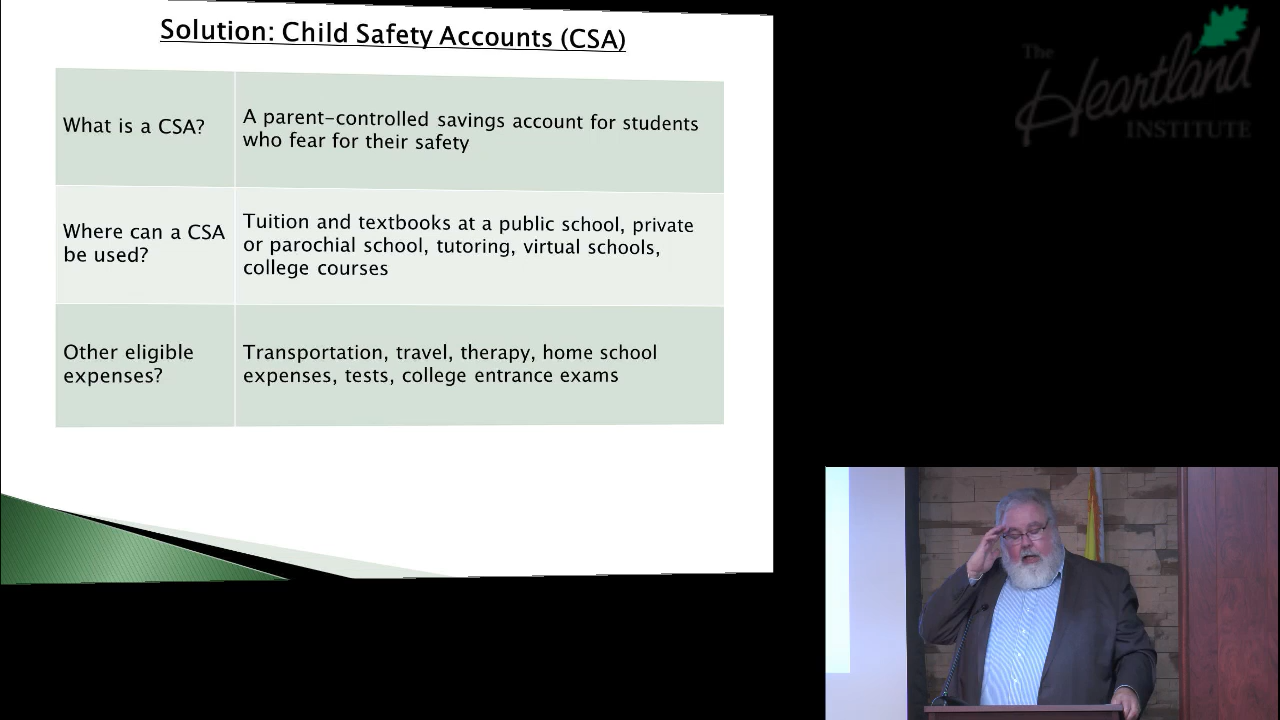 Solution: Child Safety Accounts (CSA)
What is a CSA?
A parent-controlled savings account for students
who fear for their safety
Where can a CSA
be used?
Tuition and textbooks at a public school, private
or parochial school, tutoring, virtual schools,
college courses
Other eligible
expenses?
Transportation, travel, therapy, home school
expenses, tests, college entrance exams
The
Heartland
INSTITUTE